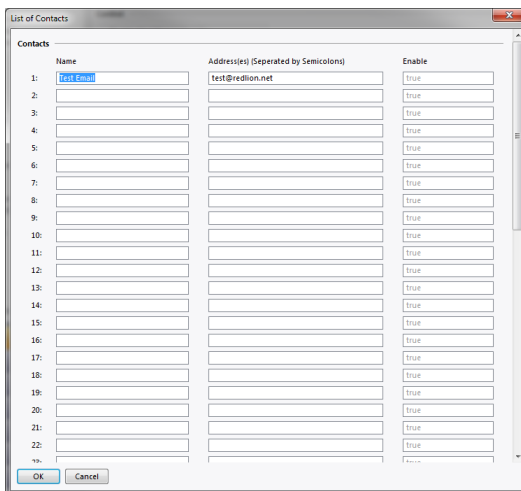 List of Contacts
Contacts
Name Address(es) (Seperated by Semicolons) Enable
1: Test Email test@redlion.net true
2: true
3: true
4: true
5: true
6: true
7: true
8: true
9: true
10: true
11: true
12: true
13: true
14: true
15: true
16: true
17: true
18: true
19: true
20: true
21: true
22: true
23: true
OK Cancel